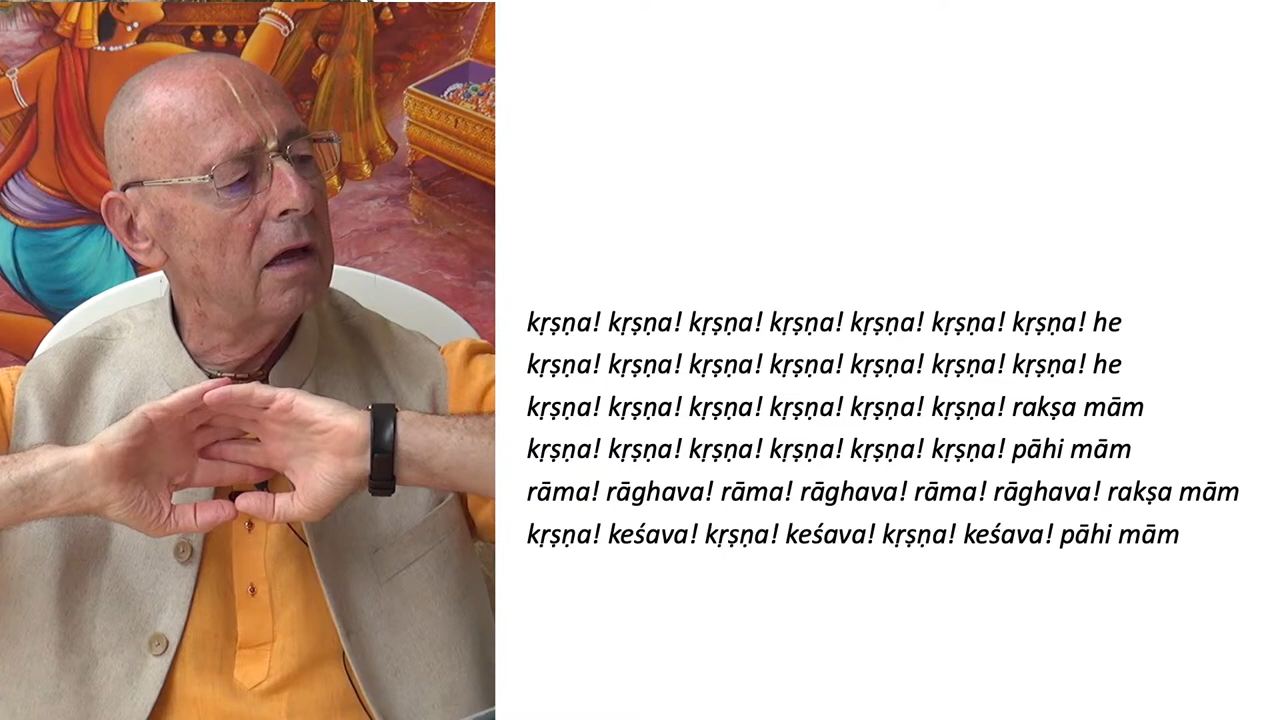 kṛṣṇa! kṛṣṇa! kṛṣṇa! kṛṣṇa! kṛṣṇa! kṛṣṇa! kṛṣṇa! he
kṛṣṇa! kṛṣṇa! kṛṣṇa! kṛṣṇa! kṛṣṇa! kṛṣṇa! kṛṣṇa! he
kṛṣṇa! kṛṣṇa! kṛṣṇa! kṛṣṇa! kṛṣṇa! kṛṣṇa! rakṣa mām
kṛṣṇa! kṛṣṇa! kṛṣṇa! kṛṣṇa! kṛṣṇa! kṛṣṇa! pāhi mām
rāma! rāghava! rāma! rāghava! rāma! rāghava! rakṣa mām
kṛṣṇa! keśava! kṛṣṇa! keśava! kṛṣṇa! keśava! pāhi mām